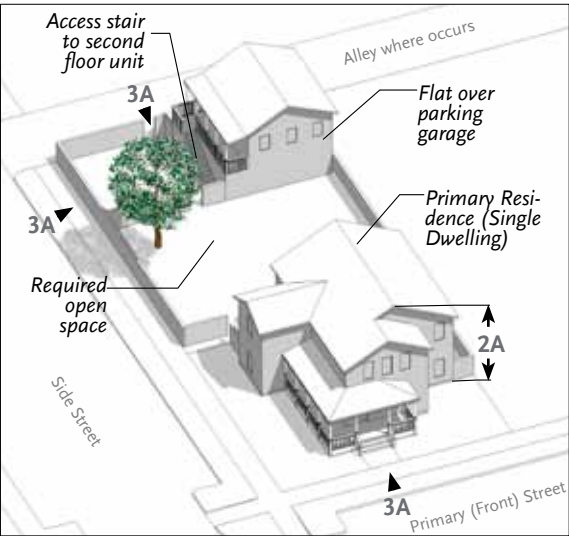 Access stair
to second
floor unit
Alley where occurs
3A
Flat over
parking
garage
3A
Primary Resi-
dence (Single
Dwelling)
Required
open
space
2A
Side Street
3A
Primary (Front) Street